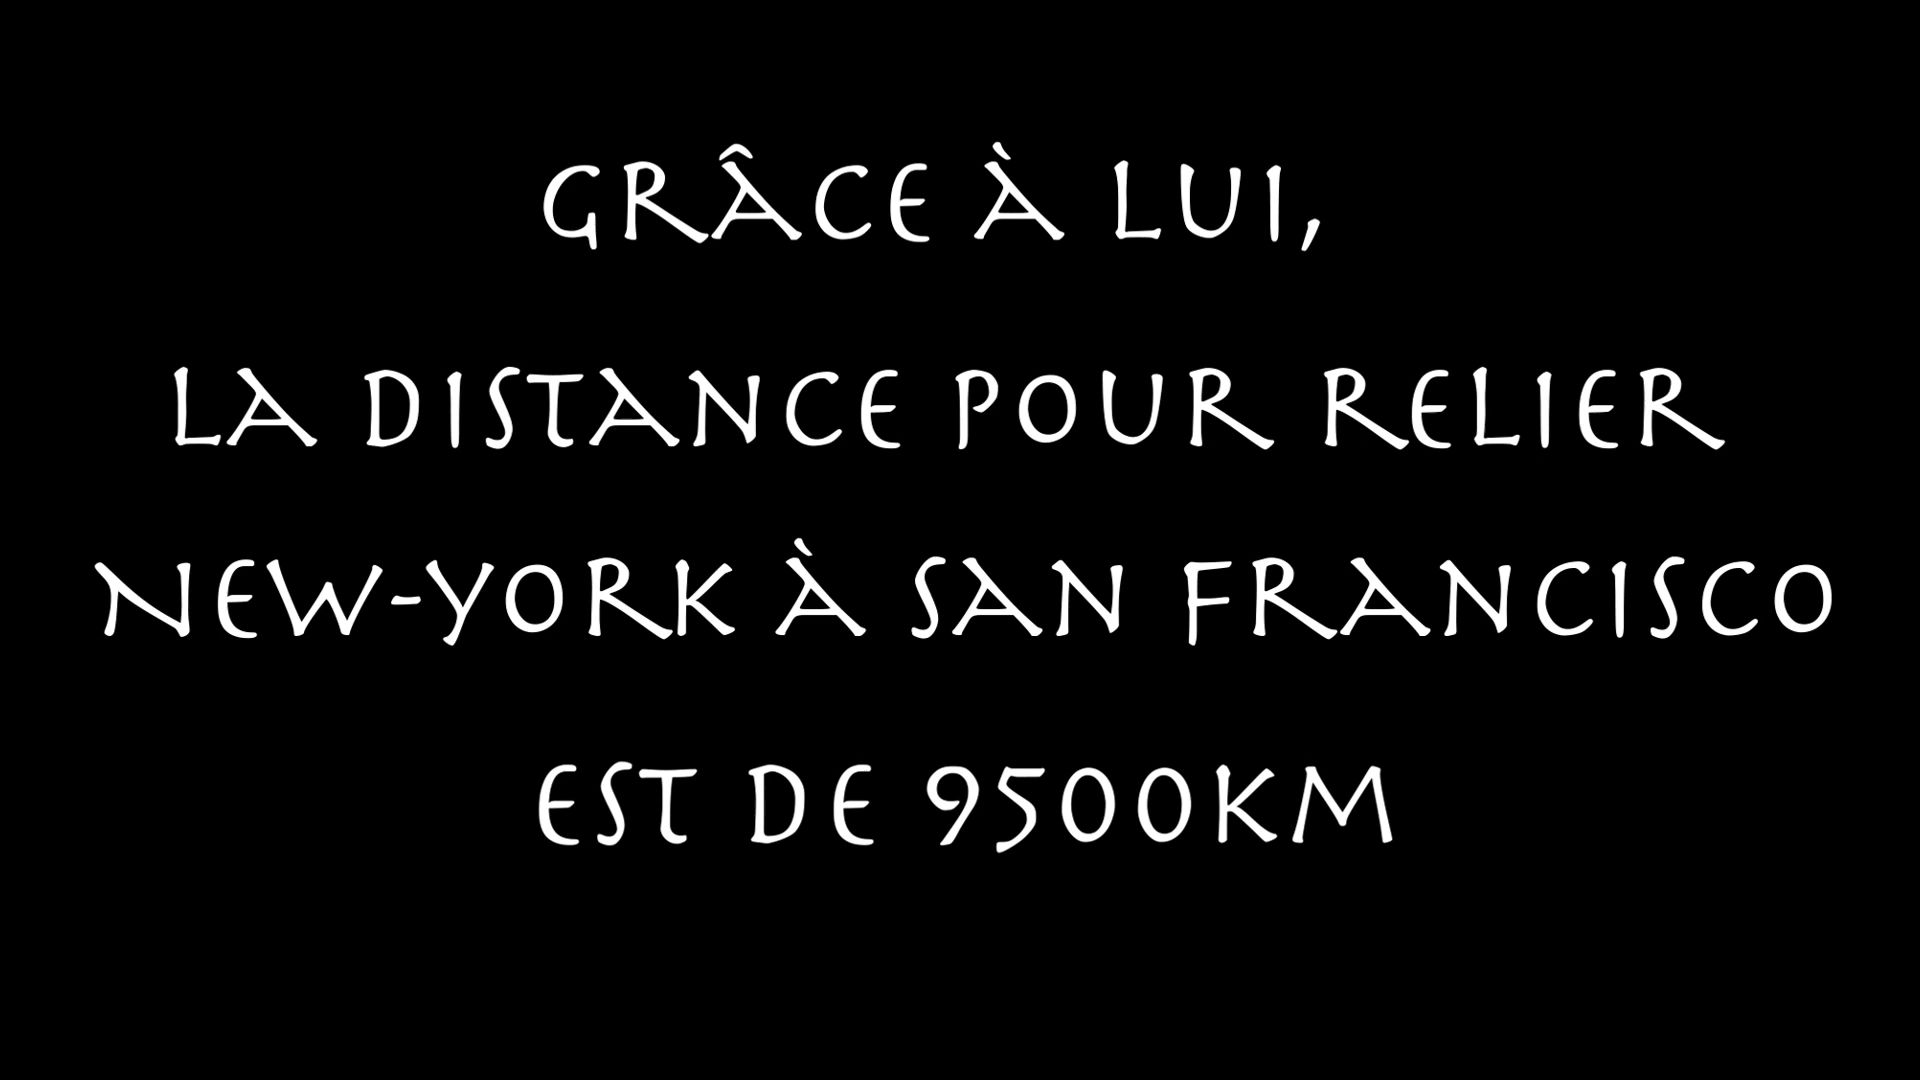 GRÂCE À LUI,
LA DISTANCE POUR RELIER
NEW-YORK À SAN FRANCISCO
EST DE 9500KM